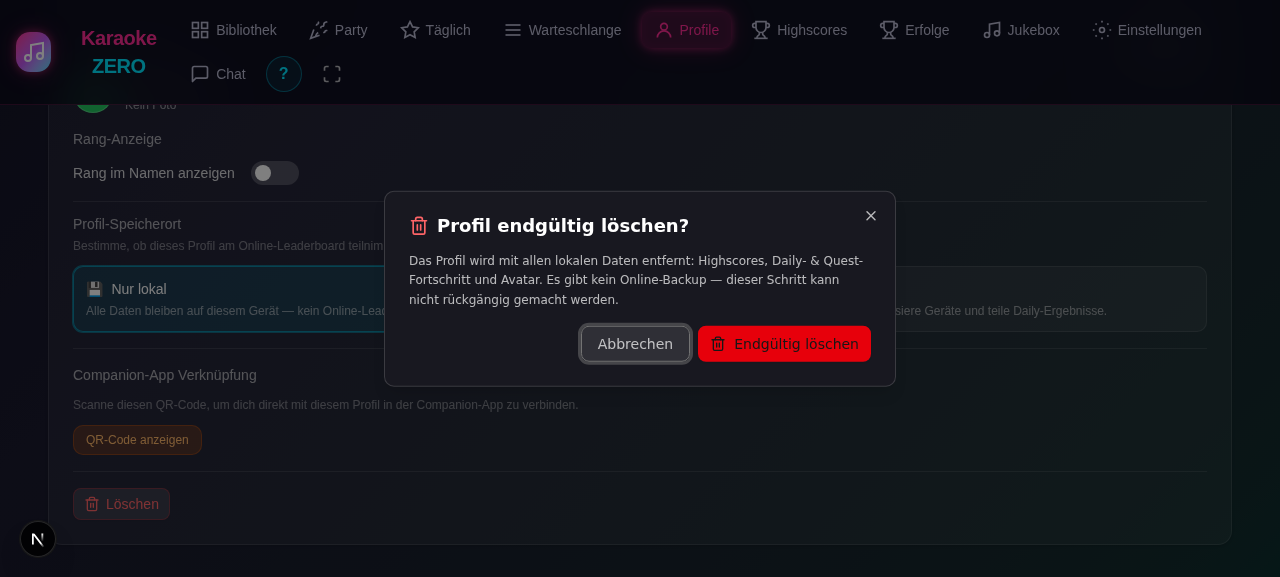 Karaoke
ZERO
Bibliothek
Party
Täglich
Warteschlange
Profile
Highscores
Erfolge
Jukebox
Einstellungen
Chat
?
Kein Foto
Rang-Anzeige
Rang im Namen anzeigen
Profil-Speicherort
Bestimme, ob dieses Profil am Online-Leaderboard
Nur lokal
Alle Daten bleiben auf diesem Gerät — kein
siere Geräte und teile Daily-Ergebnisse.
Profil endgültig löschen?
Das Profil wird mit allen lokalen Daten entfernt: Highscores, Daily- & Quest-
Fortschritt und Avatar. Es gibt kein Online-Backup — dieser Schritt kann
nicht rückgängig gemacht werden.
Abbrechen
Endgültig löschen
Companion-App Verknüpfung
Scanne diesen QR-Code, um dich direkt mit diesem Profil in der Companion-App zu verbinden.
QR-Code anzeigen
Löschen
N